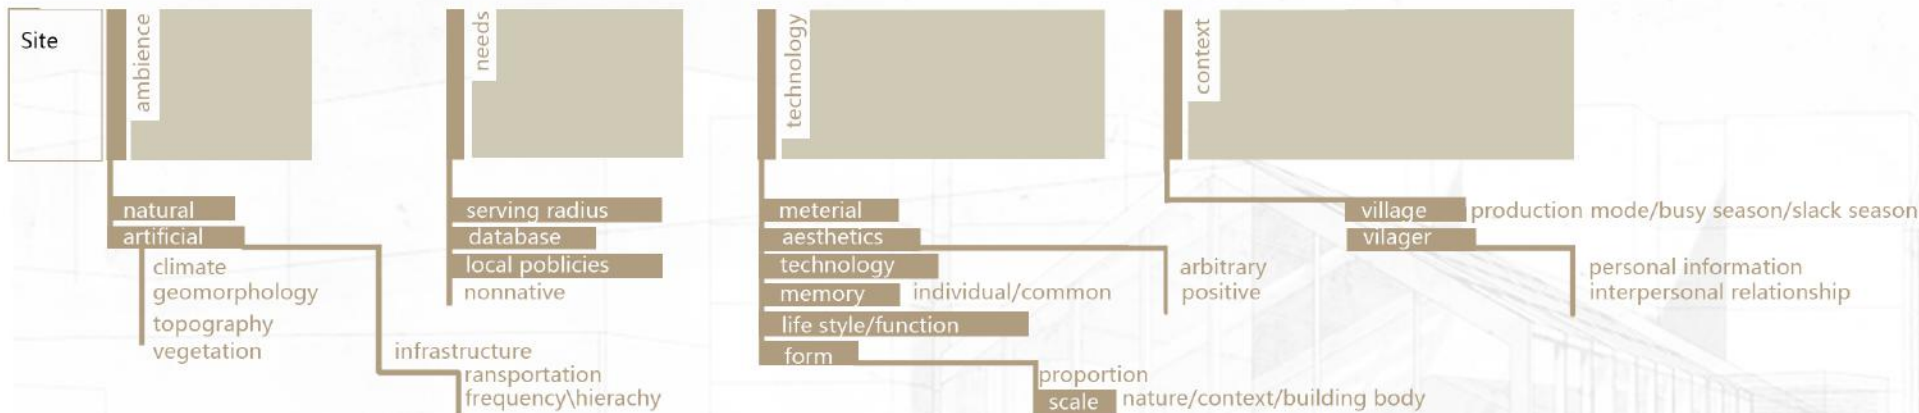 Site
ambience
natural
artificial
climate
geomorphology
topography
vegetation
infrastructure
ransportation
frequency\hierachy
needs
serving radius
database
local poblicies
nonnative
technology
meterial
aesthetics
arbitrary
positive
technology
memory individual/common
life style/function
form
proportion
scale nature/context/building body
context
village production mode/busy season/slack season
vilager
personal information
interpersonal relationship